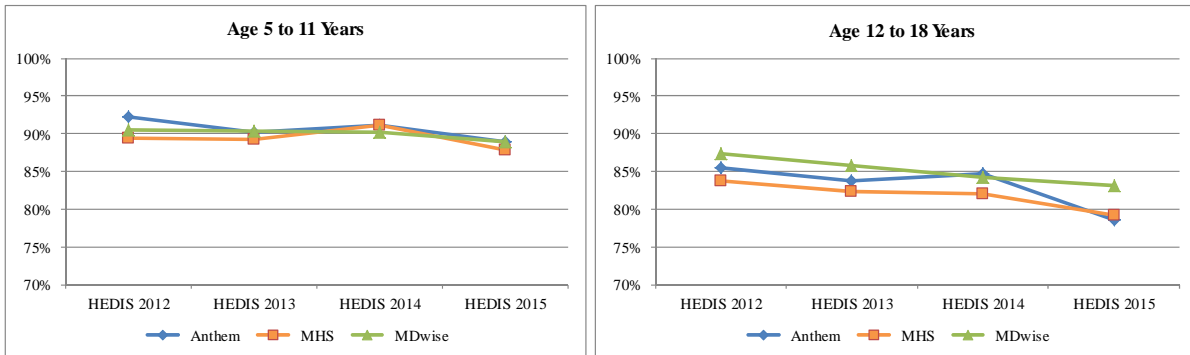 Age 5 to 11 Years
100%
95%
90%
85%
80%
75%
70%
HEDIS 2012 HEDIS 2013 HEDIS 2014 HEDIS 2015
Anthem MHS MDwise
Age 12 to 18 Years
100%
95%
90%
85%
80%
75%
70%
HEDIS 2012 HEDIS 2013 HEDIS 2014 HEDIS 2015
Anthem MHS MDwise